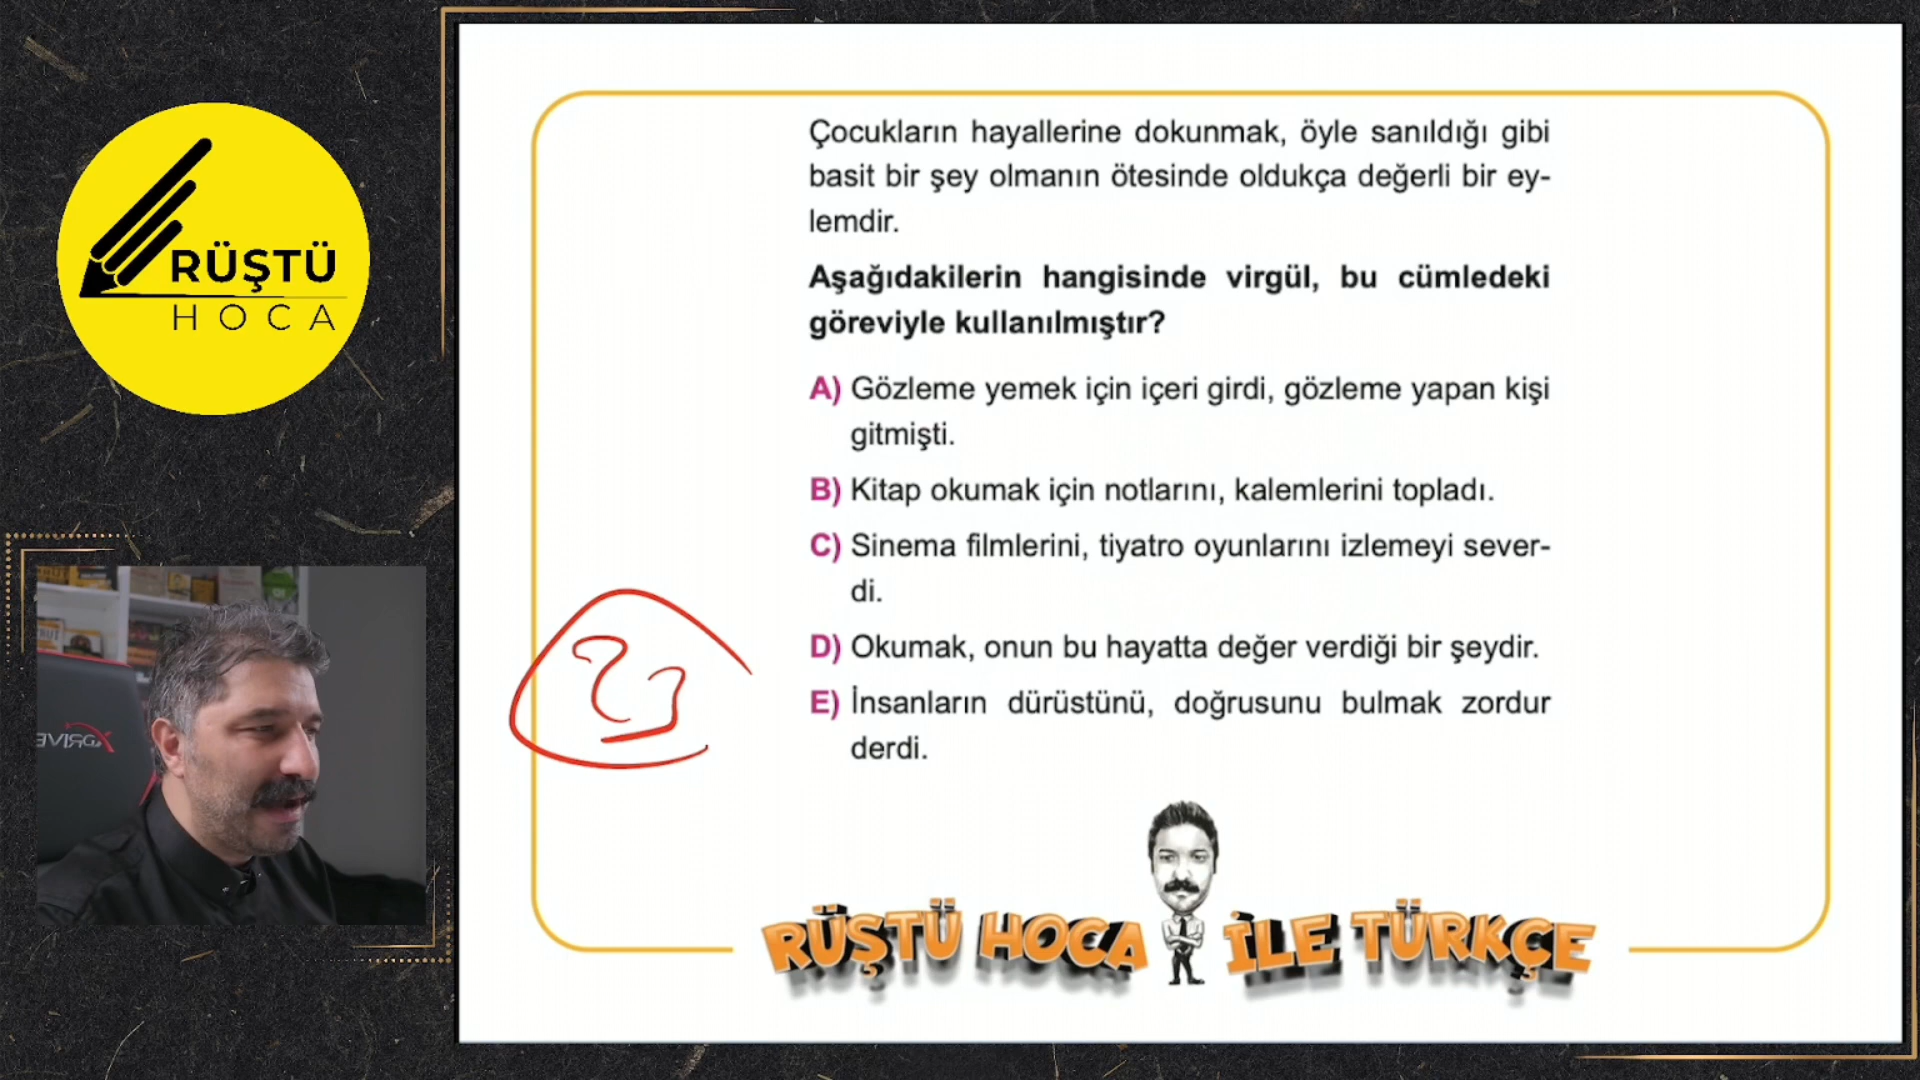 RÜŞTÜ
HOCA
Çocukların hayallerine dokunmak, öyle sanıldığı gibi
basit bir şey olmanın ötesinde oldukça değerli bir ey-
lemdir.
Aşağıdakilerin hangisinde virgül, bu cümledeki
göreviyle kullanılmıştır?
A) Gözleme yemek için içeri girdi, gözleme yapan kişi
gitmişti.
B) Kitap okumak için notlarını, kalemlerini topladı.
C) Sinema filmlerini, tiyatro oyunlarını izlemeyi sever-
di.
D) Okumak, onun bu hayatta değer verdiği bir şeydir.
E) İnsanların dürüstünü, doğrusunu bulmak zordur
derdi.
RÜŞTÜ HOCA İLE TÜRKÇE